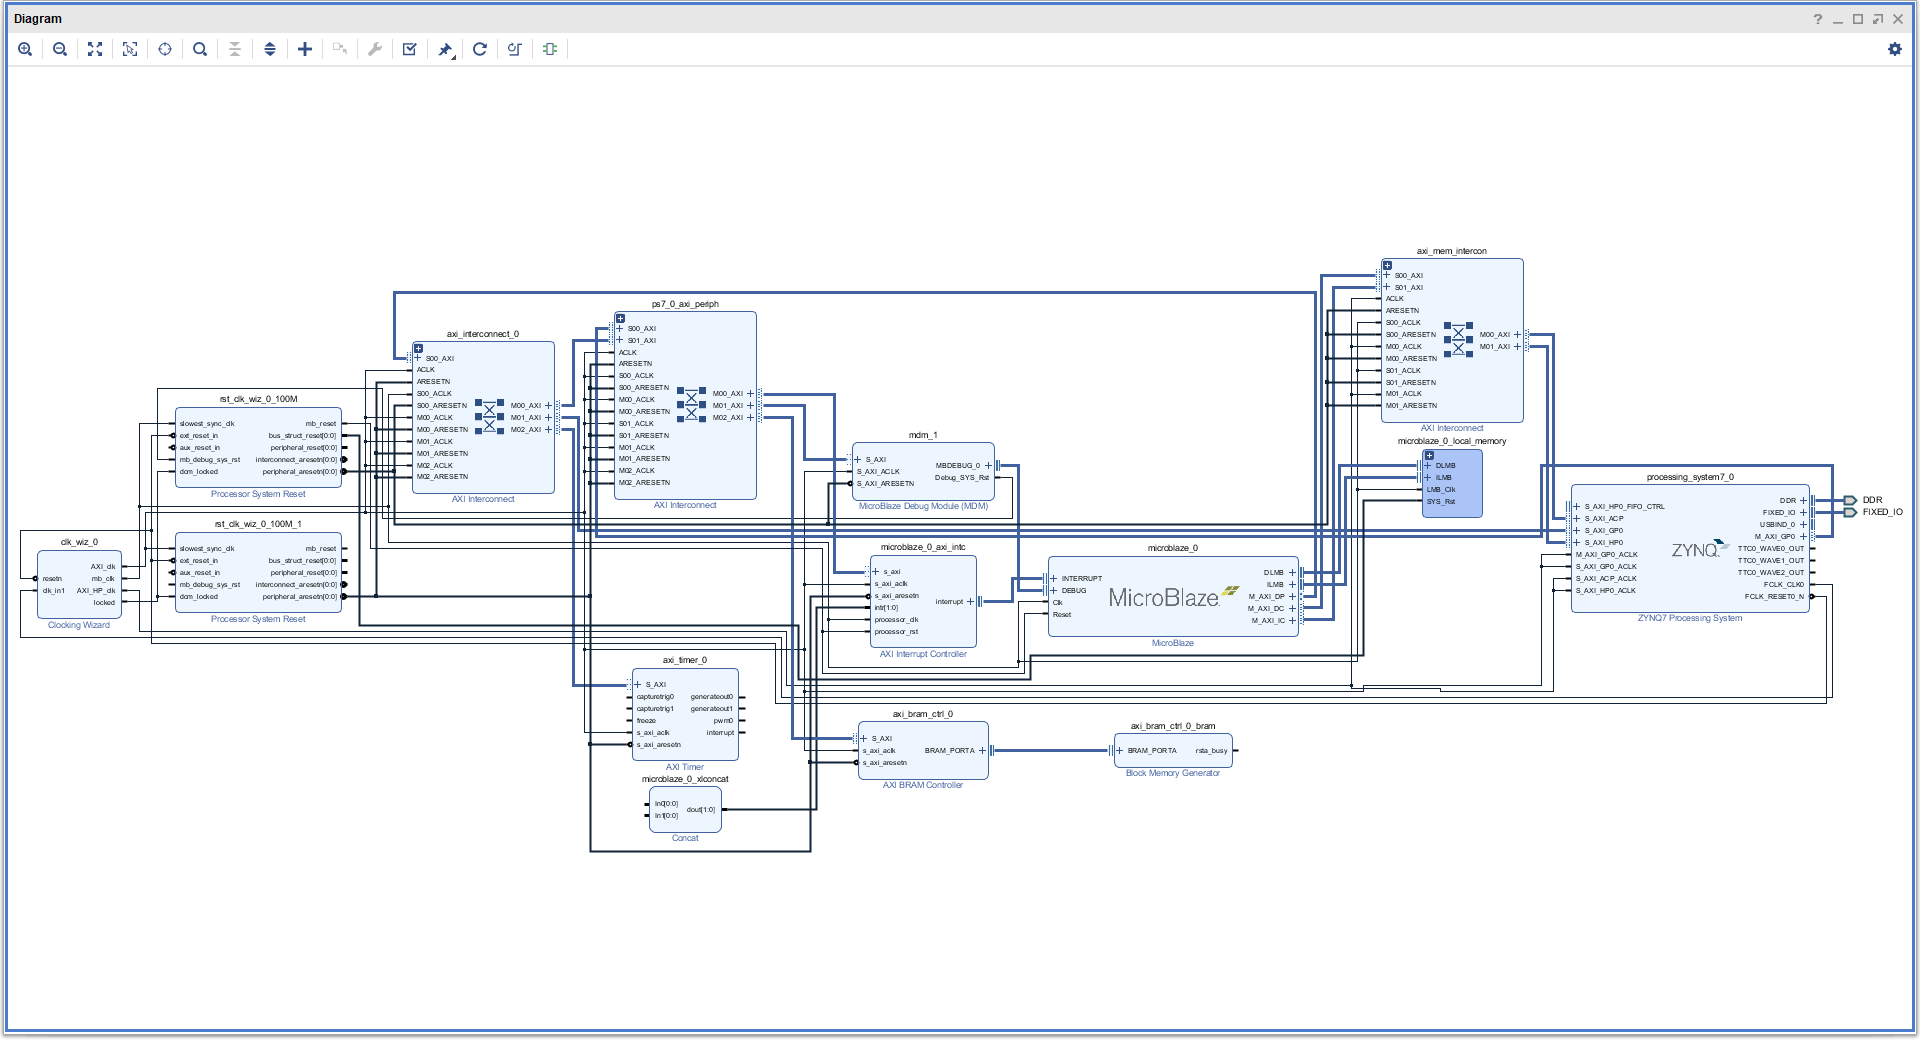 Diagram
axi_mem_intercon
S00_AXI
S01_AXI
ACLK
ARESETN
S00_ACLK
S00_ARESETN
M00_ACLK
M00_ARESETN
S01_ACLK
S01_ARESETN
M01_ACLK
M01_ARESETN
M00_AXI
M01_AXI
AXI Interconnect
ps7_0_axi_periph
S00_AXI
S01_AXI
ACLK
ARESETN
S00_ACLK
S00_ARESETN
M00_ACLK
M00_ARESETN
S01_ACLK
S01_ARESETN
M01_ACLK
M01_ARESETN
M02_ACLK
M02_ARESETN
M00_AXI
M01_AXI
M02_AXI
AXI Interconnect
axi_interconnect_0
S00_AXI
ACLK
ARESETN
S00_ACLK
S00_ARESETN
M00_ACLK
M00_ARESETN
M01_ACLK
M01_ARESETN
M02_ACLK
M02_ARESETN
M00_AXI
M01_AXI
M02_AXI
AXI Interconnect
rst_clk_wiz_0_100M
slowest_sync_clk
ext_reset_in
aux_reset_in
mb_debug_sys_rst
dcm_locked
mb_reset
bus_struct_reset[0:0]
peripheral_reset[0:0]
interconnect_aresetn[0:0]
peripheral_aresetn[0:0]
Processor System Reset
rst_clk_wiz_0_100M_1
slowest_sync_clk
ext_reset_in
aux_reset_in
mb_debug_sys_rst
dcm_locked
mb_reset
bus_struct_reset[0:0]
peripheral_reset[0:0]
interconnect_aresetn[0:0]
peripheral_aresetn[0:0]
Processor System Reset
clk_wiz_0
resetn
clk_in1
AXI_clk
mb_clk
AXI_HP_clk
locked
Clocking Wizard
mdm_1
S_AXI
S_AXI_ACLK
S_AXI_ARESETN
MBDEBUG_0
Debug_SYS_Rst
MicroBlaze Debug Module (MDM)
microblaze_0_local_memory
DLMB
ILMB
LMB_Clk
SYS_Rst
processing_system7_0
S_AXI_HP0_FIFO_CTRL
S_AXI_ACP
S_AXI_GP0
S_AXI_HP0
M_AXI_GP0_ACLK
S_AXI_GP0_ACLK
S_AXI_ACP_ACLK
S_AXI_HP0_ACLK
ZYNQ
DDR
FIXED_IO
USBIND_0
M_AXI_GP0
TTC0_WAVE0_OUT
TTC0_WAVE1_OUT
TTC0_WAVE2_OUT
FCLK_CLK0
FCLK_RESET0_N
ZYNQ7 Processing System
DDR
FIXED_IO
microblaze_0_axi_intc
s_axi
s_axi_aclk
s_axi_aresetn
intr[1:0]
processor_clk
processor_rst
interrupt
AXI Interrupt Controller
microblaze_0
INTERRUPT
DEBUG
Clk
Reset
MicroBlaze
DLMB
ILMB
M_AXI_DP
M_AXI_DC
M_AXI_IC
MicroBlaze
axi_timer_0
S_AXI
capturetrig0
capturetrig1
freeze
s_axi_aclk
s_axi_aresetn
generateout0
generateout1
pwm0
interrupt
AXI Timer
microblaze_0_xlconcat
In0[0:0]
In1[0:0]
dout[1:0]
Concat
axi_bram_ctrl_0
S_AXI
s_axi_aclk
s_axi_aresetn
BRAM_PORTA
AXI BRAM Controller
axi_bram_ctrl_0_bram
BRAM_PORTA
rsta_busy
Block Memory Generator